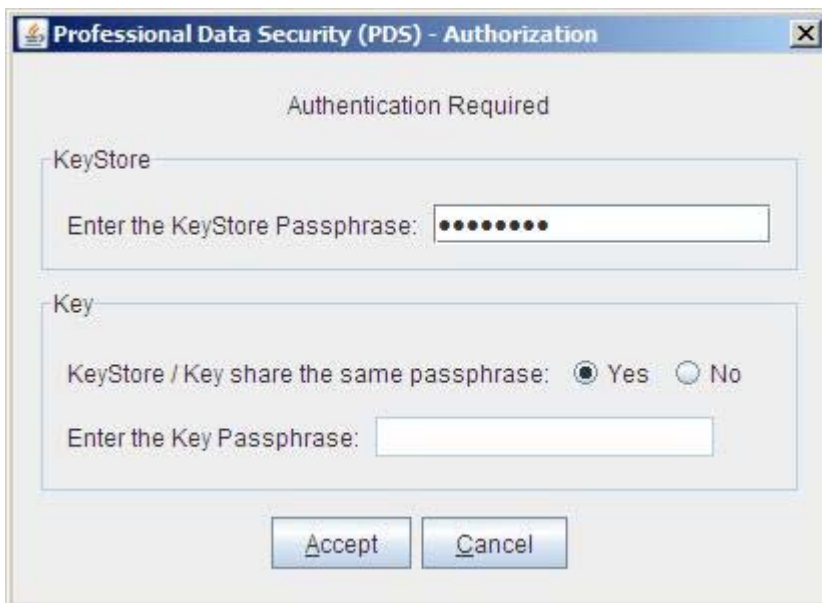 Professional Data Security (PDS) - Authorization
Authentication Required
KeyStore
Enter the KeyStore Passphrase: ••••••••
Key
KeyStore / Key share the same passphrase: Yes No
Enter the Key Passphrase:
Accept Cancel